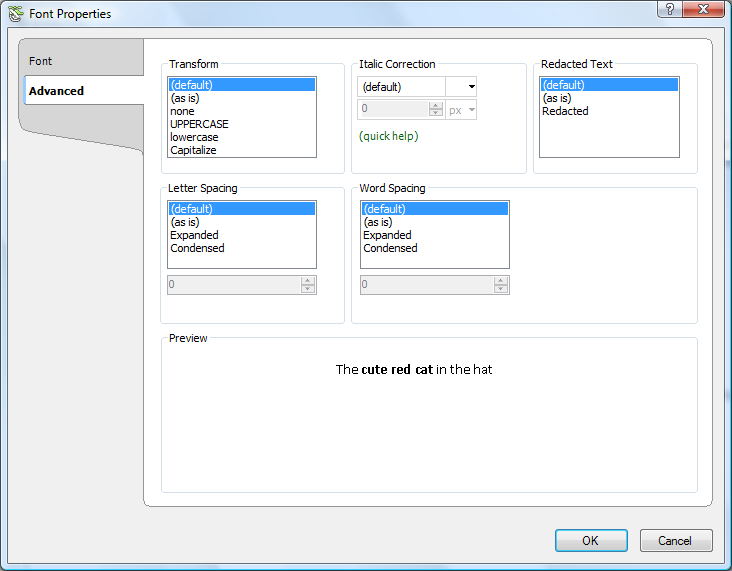 Font Properties
?
Font
Advanced
Transform
(default)
(as is)
none
UPPERCASE
lowercase
Capitalize
Italic Correction
(default)
0
px
(quick help)
Redacted Text
(default)
(as is)
Redacted
Letter Spacing
(default)
(as is)
Expanded
Condensed
0
Word Spacing
(default)
(as is)
Expanded
Condensed
0
Preview
The cute red cat in the hat
OK
Cancel